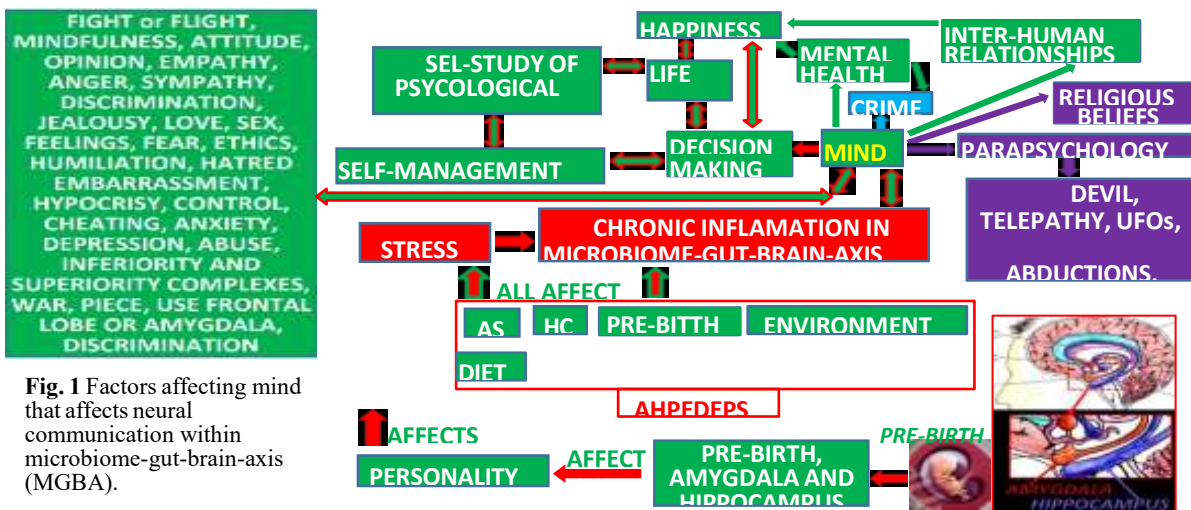 FIGHT or FLIGHT,
MINDFULNESS, ATTITUDE,
OPINION, EMPATHY,
ANGER, SYMPATHY,
DISCRIMINATION,
JEALOUSY, LOVE, SEX,
FEELINGS, FEAR, ETHICS,
HUMILIATION, HATRED
EMBARRASSMENT,
HYPOCRISY, CONTROL,
CHEATING, ANXIETY,
DEPRESSION, ABUSE,
INFERIORITY AND
SUPERIORITY COMPLEXES,
WAR, PIECE, USE FRONTAL
LOBE OR AMYGDALA,
DISCRIMINATION
Fig. 1 Factors affecting mind
that affects neural
communication within
microbiome-gut-brain-axis
(MGBA).
HAPPINESS
INTER-HUMAN
RELATIONSHIPS
SEL-STUDY OF
PSYCOLOGICAL
LIFE
MENTAL
HEALTH
CRIME
RELIGIOUS
BELIEFS
SELF-MANAGEMENT
DECISION
MAKING
MIND
PARAPSYCHOLOGY
DEVIL,
TELEPATHY, UFOs,
ABDUCTIONS.
STRESS
CHRONIC INFLAMATION IN
MICROBIOME-GUT-BRAIN-AXIS
ALL AFFECT
AS
HC
PRE-BITTH
ENVIRONMENT
DIET
AHPEDEPS
AFFECTS
PERSONALITY
AFFECT
PRE-BIRTH,
AMYGDALA AND
HIPPOCAMPUS
PRE-BIRTH
AMYGDALA
HIPPOCAMPUS